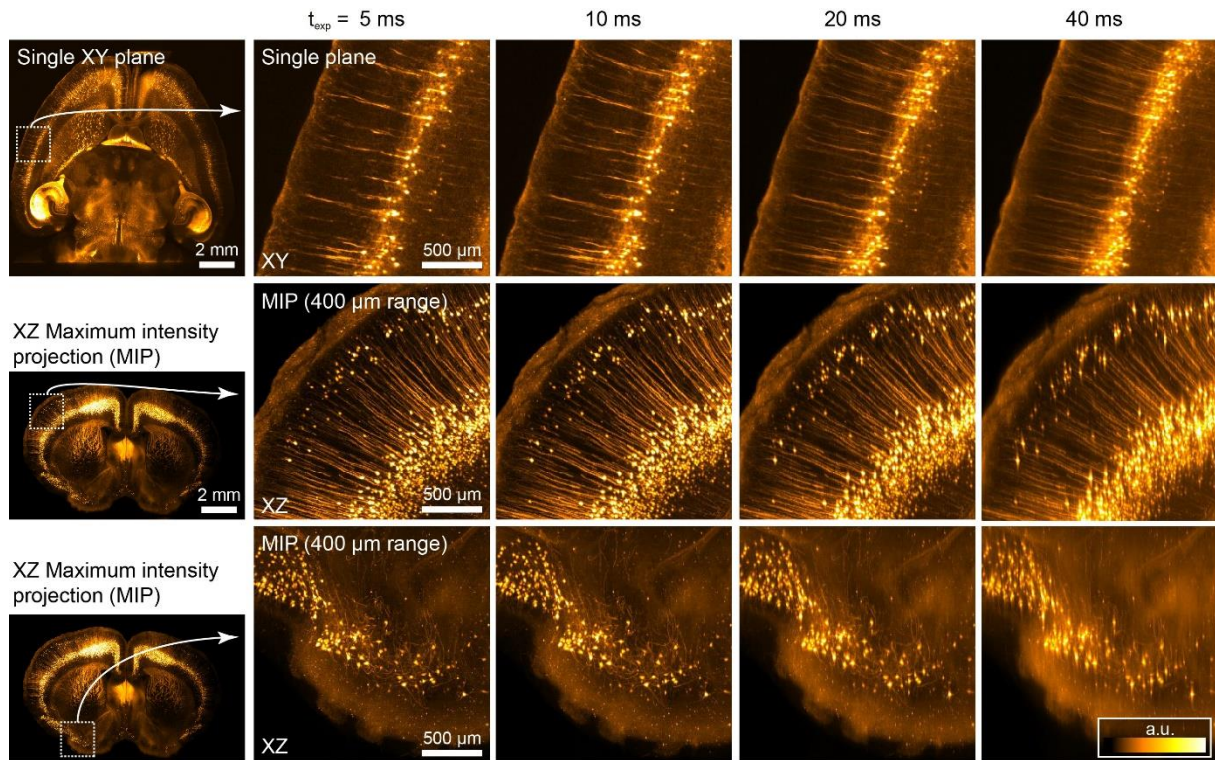 t_exp = 5 ms
10 ms
20 ms
40 ms
Single XY plane
2 mm
Single plane
XY
500 µm
XZ Maximum intensity
projection (MIP)
2 mm
MIP (400 µm range)
XZ
500 µm
XZ Maximum intensity
projection (MIP)
MIP (400 µm range)
XZ
500 µm
a.u.